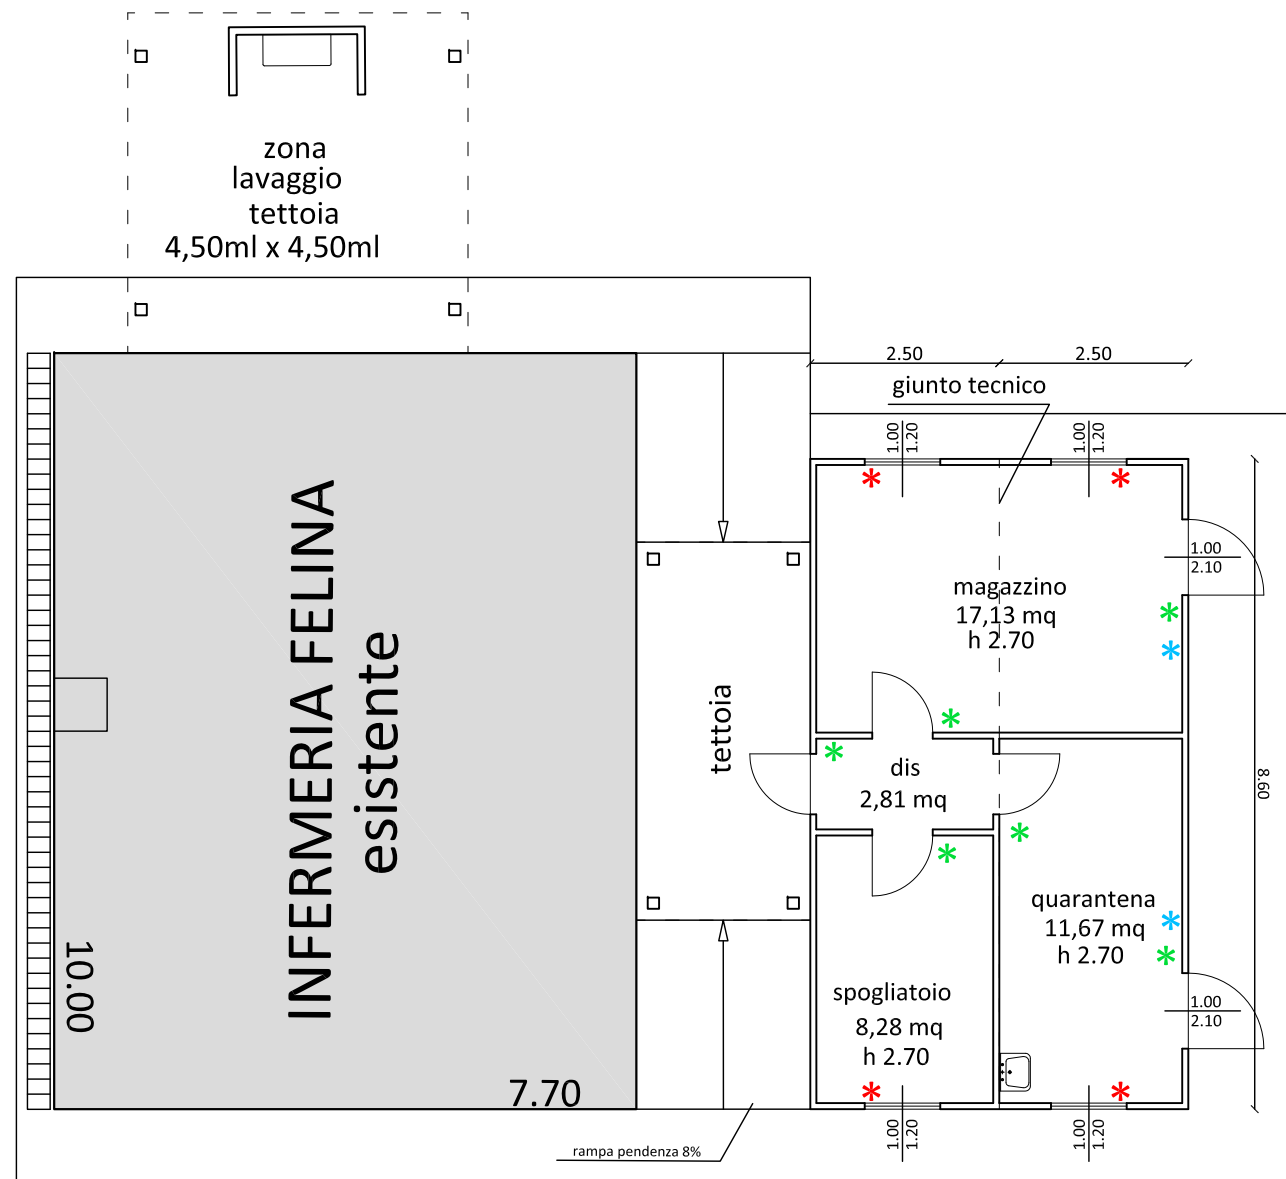 zona
lavaggio
tettoia
4,50ml x 4,50ml
2.50
2.50
giunto tecnico
1.00
1.20
1.00
1.20
INFERMERIA FELINA
esistente
10.00
7.70
tettoia
magazzino
17,13 mq
h 2.70
1.00
2.10
dis
2,81 mq
8.60
quarantena
11,67 mq
h 2.70
spogliatoio
8,28 mq
h 2.70
1.00
2.10
1.00
1.20
1.00
1.20
rampa pendenza 8%